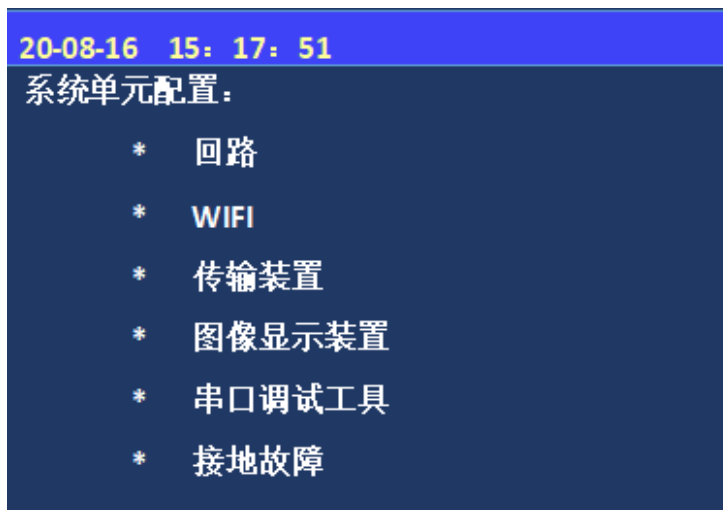 20-08-16 15：17：51
系统单元配置：
* 回路
* WIFI
* 传输装置
* 图像显示装置
* 串口调试工具
* 接地故障